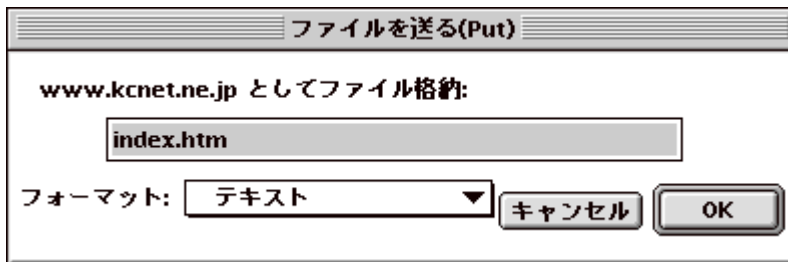 ファイルを送る(Put)
www.kcnet.ne.jp としてファイル格納:
index.htm
フォーマット: テキスト キャンセル OK